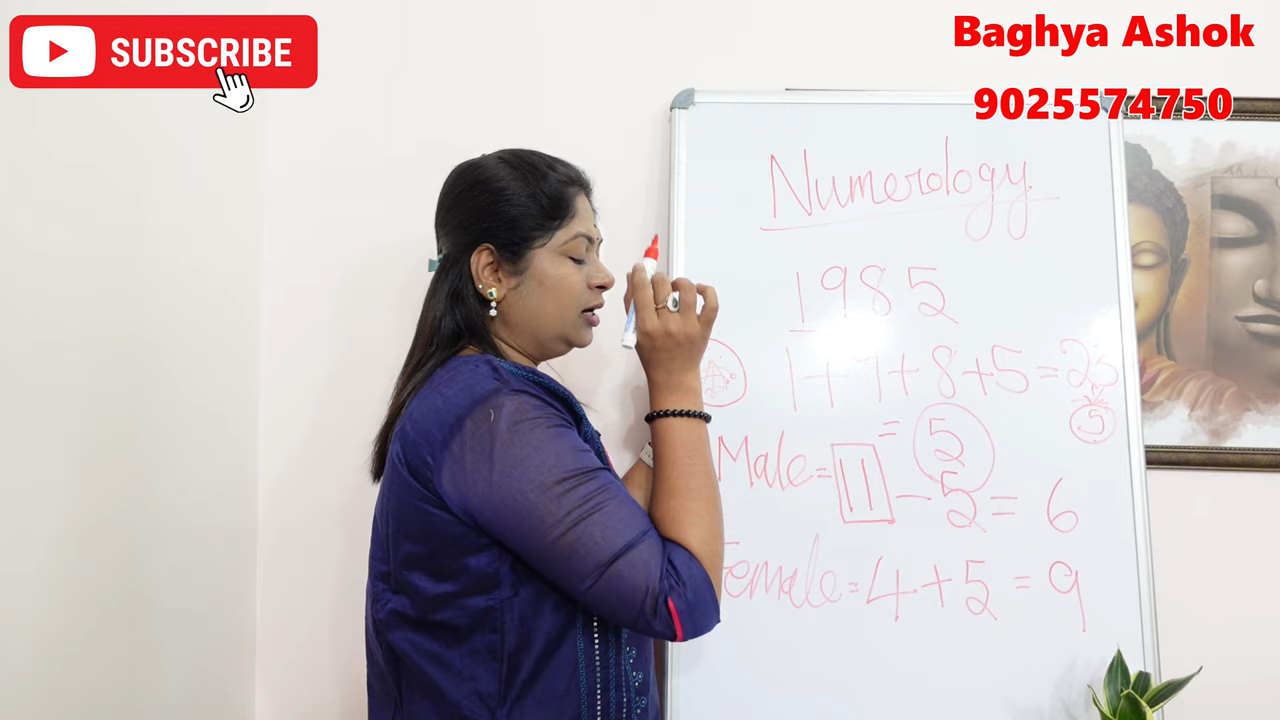 SUBSCRIBE
Baghya Ashok
9025574750
Numerology
1985
1+9+8+5=23
5
= 5
Male = 11 - 5 = 6
Female = 4+5 = 9